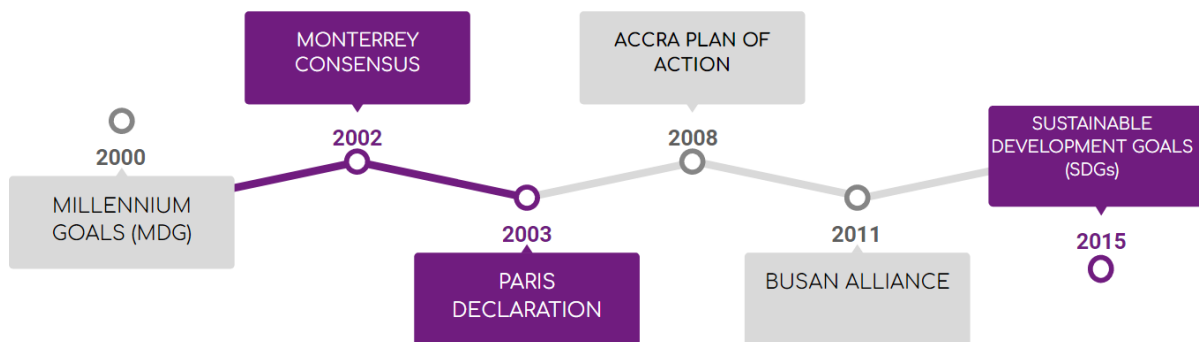 2000
MILLENNIUM
GOALS (MDG)
MONTERREY
CONSENSUS
2002
2003
PARIS
DECLARATION
ACCRA PLAN OF
ACTION
2008
2011
BUSAN ALLIANCE
SUSTAINABLE
DEVELOPMENT GOALS
(SDGs)
2015